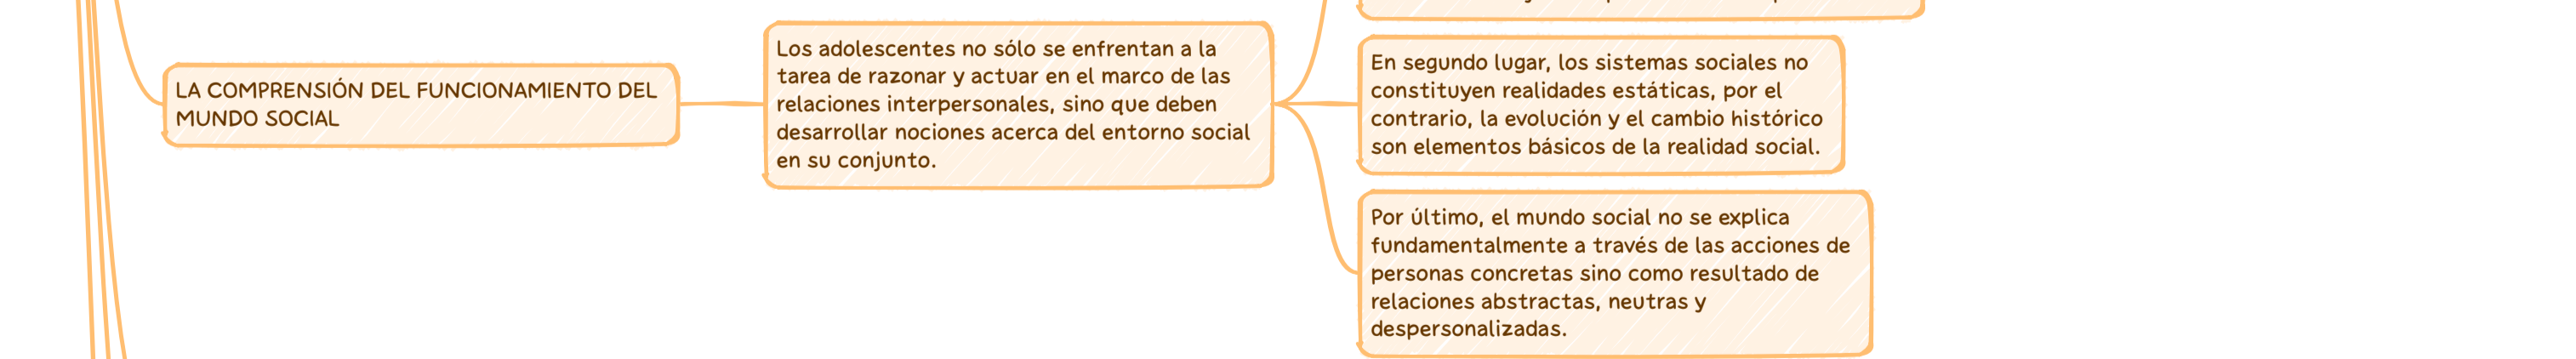 LA COMPRENSIÓN DEL FUNCIONAMIENTO DEL
MUNDO SOCIAL
Los adolescentes no sólo se enfrentan a la
tarea de razonar y actuar en el marco de las
relaciones interpersonales, sino que deben
desarrollar nociones acerca del entorno social
en su conjunto.
En segundo lugar, los sistemas sociales no
constituyen realidades estáticas, por el
contrario, la evolución y el cambio histórico
son elementos básicos de la realidad social.
Por último, el mundo social no se explica
fundamentalmente a través de las acciones de
personas concretas sino como resultado de
relaciones abstractas, neutras y
despersonalizadas.